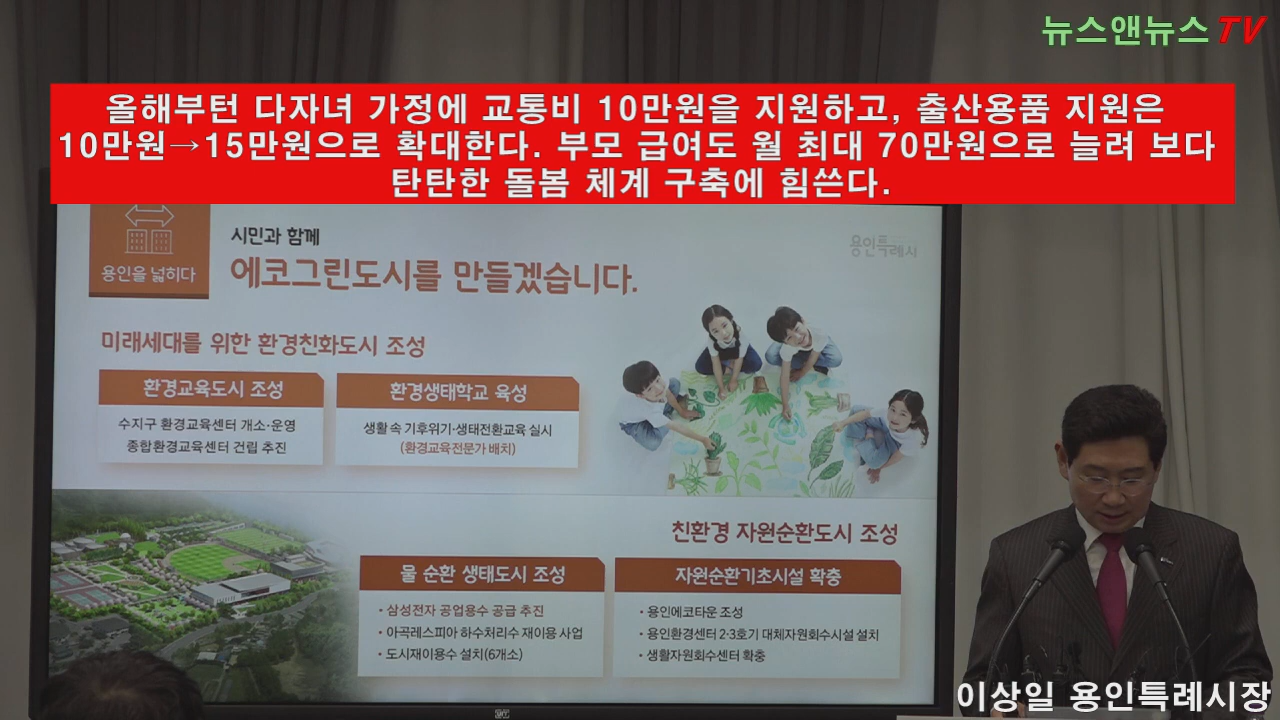 뉴스앤뉴스TV
올해부턴 다자녀 가정에 교통비 10만원을 지원하고, 출산용품 지원은
10만원→15만원으로 확대한다. 부모 급여도 월 최대 70만원으로 늘려 보다
탄탄한 돌봄 체계 구축에 힘쓴다.
용인을 넓히다
시민과 함께
에코그린도시를 만들겠습니다.
용인특례시
미래세대를 위한 환경친화도시 조성
환경교육도시 조성
수지구 환경교육센터 개소·운영
종합환경교육센터 건립 추진
환경생태학교 육성
생활 속 기후위기·생태전환교육 실시
(환경교육전문가 배치)
친환경 자원순환도시 조성
물 순환 생태도시 조성
• 삼성전자 공업용수 공급 추진
• 아곡레스피아 하수처리수 재이용 사업
• 도시재이용수 설치(6개소)
자원순환기초시설 확충
• 용인에코타운 조성
• 용인환경센터 2·3호기 대체자원회수시설 설치
• 생활자원회수센터 확충
이상일 용인특례시장